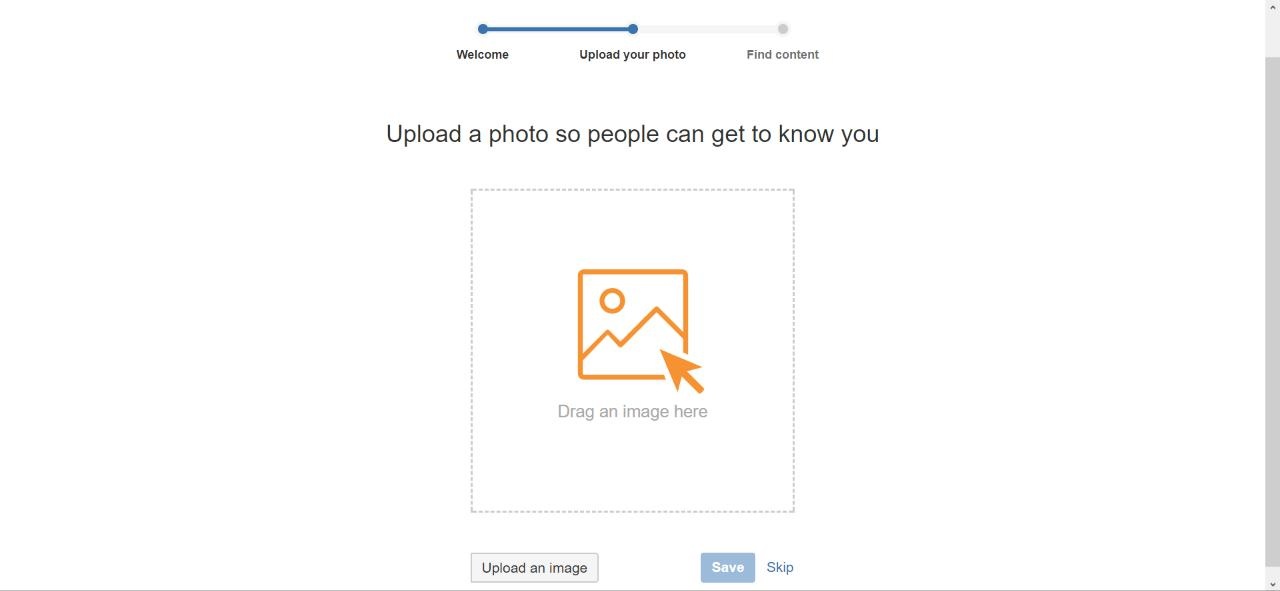 Welcome Upload your photo Find content
Upload a photo so people can get to know you
Drag an image here
Upload an image Save Skip